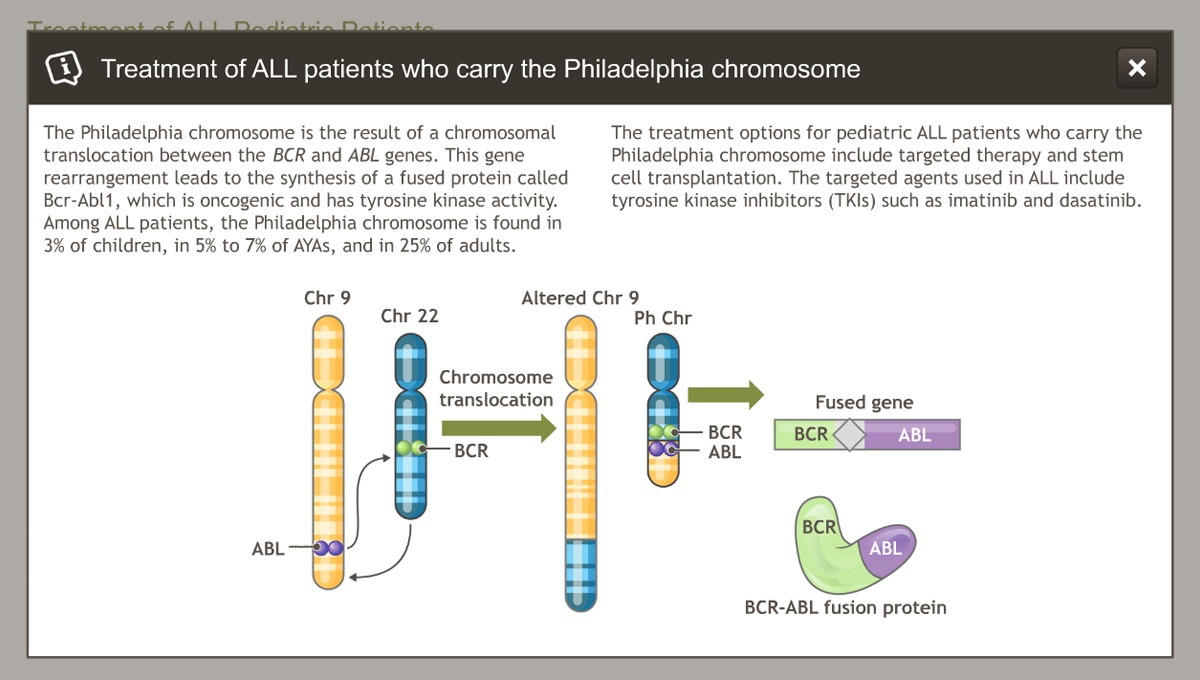 Treatment of ALL Pediatric Patients
Treatment of ALL patients who carry the Philadelphia chromosome
The Philadelphia chromosome is the result of a chromosomal
translocation between the BCR and ABL genes. This gene
rearrangement leads to the synthesis of a fused protein called
Bcr-Abl1, which is oncogenic and has tyrosine kinase activity.
Among ALL patients, the Philadelphia chromosome is found in
3% of children, in 5% to 7% of AYAs, and in 25% of adults.
The treatment options for pediatric ALL patients who carry the
Philadelphia chromosome include targeted therapy and stem
cell transplantation. The targeted agents used in ALL include
tyrosine kinase inhibitors (TKIs) such as imatinib and dasatinib.
Chr 9
Chr 22
ABL
BCR
Chromosome
translocation
Altered Chr 9
Ph Chr
BCR
ABL
Fused gene
BCR
ABL
BCR
ABL
BCR-ABL fusion protein